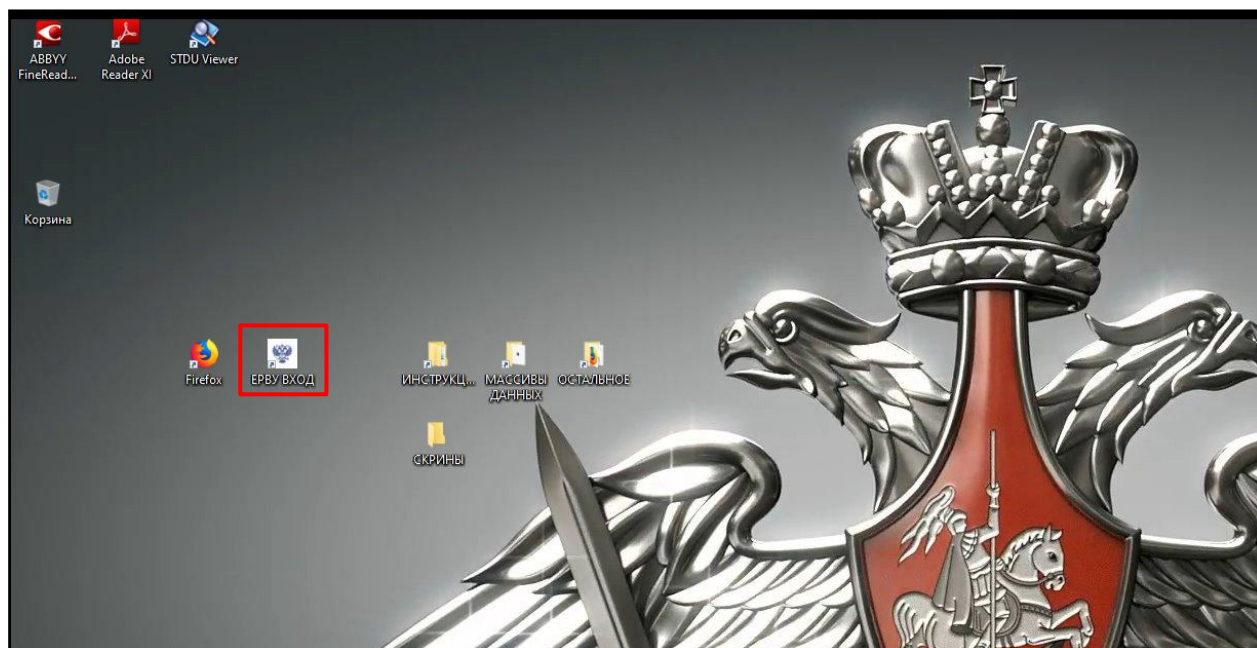 ABBYY
FineRead...
Adobe
Reader XI
STDU Viewer
Корзина
Firefox
ЕРВУ ВХОД
ИНСТРУКЦ...
МАССИВЫ
ДАННЫХ
ОСТАЛЬНОЕ
СКРИНЫ